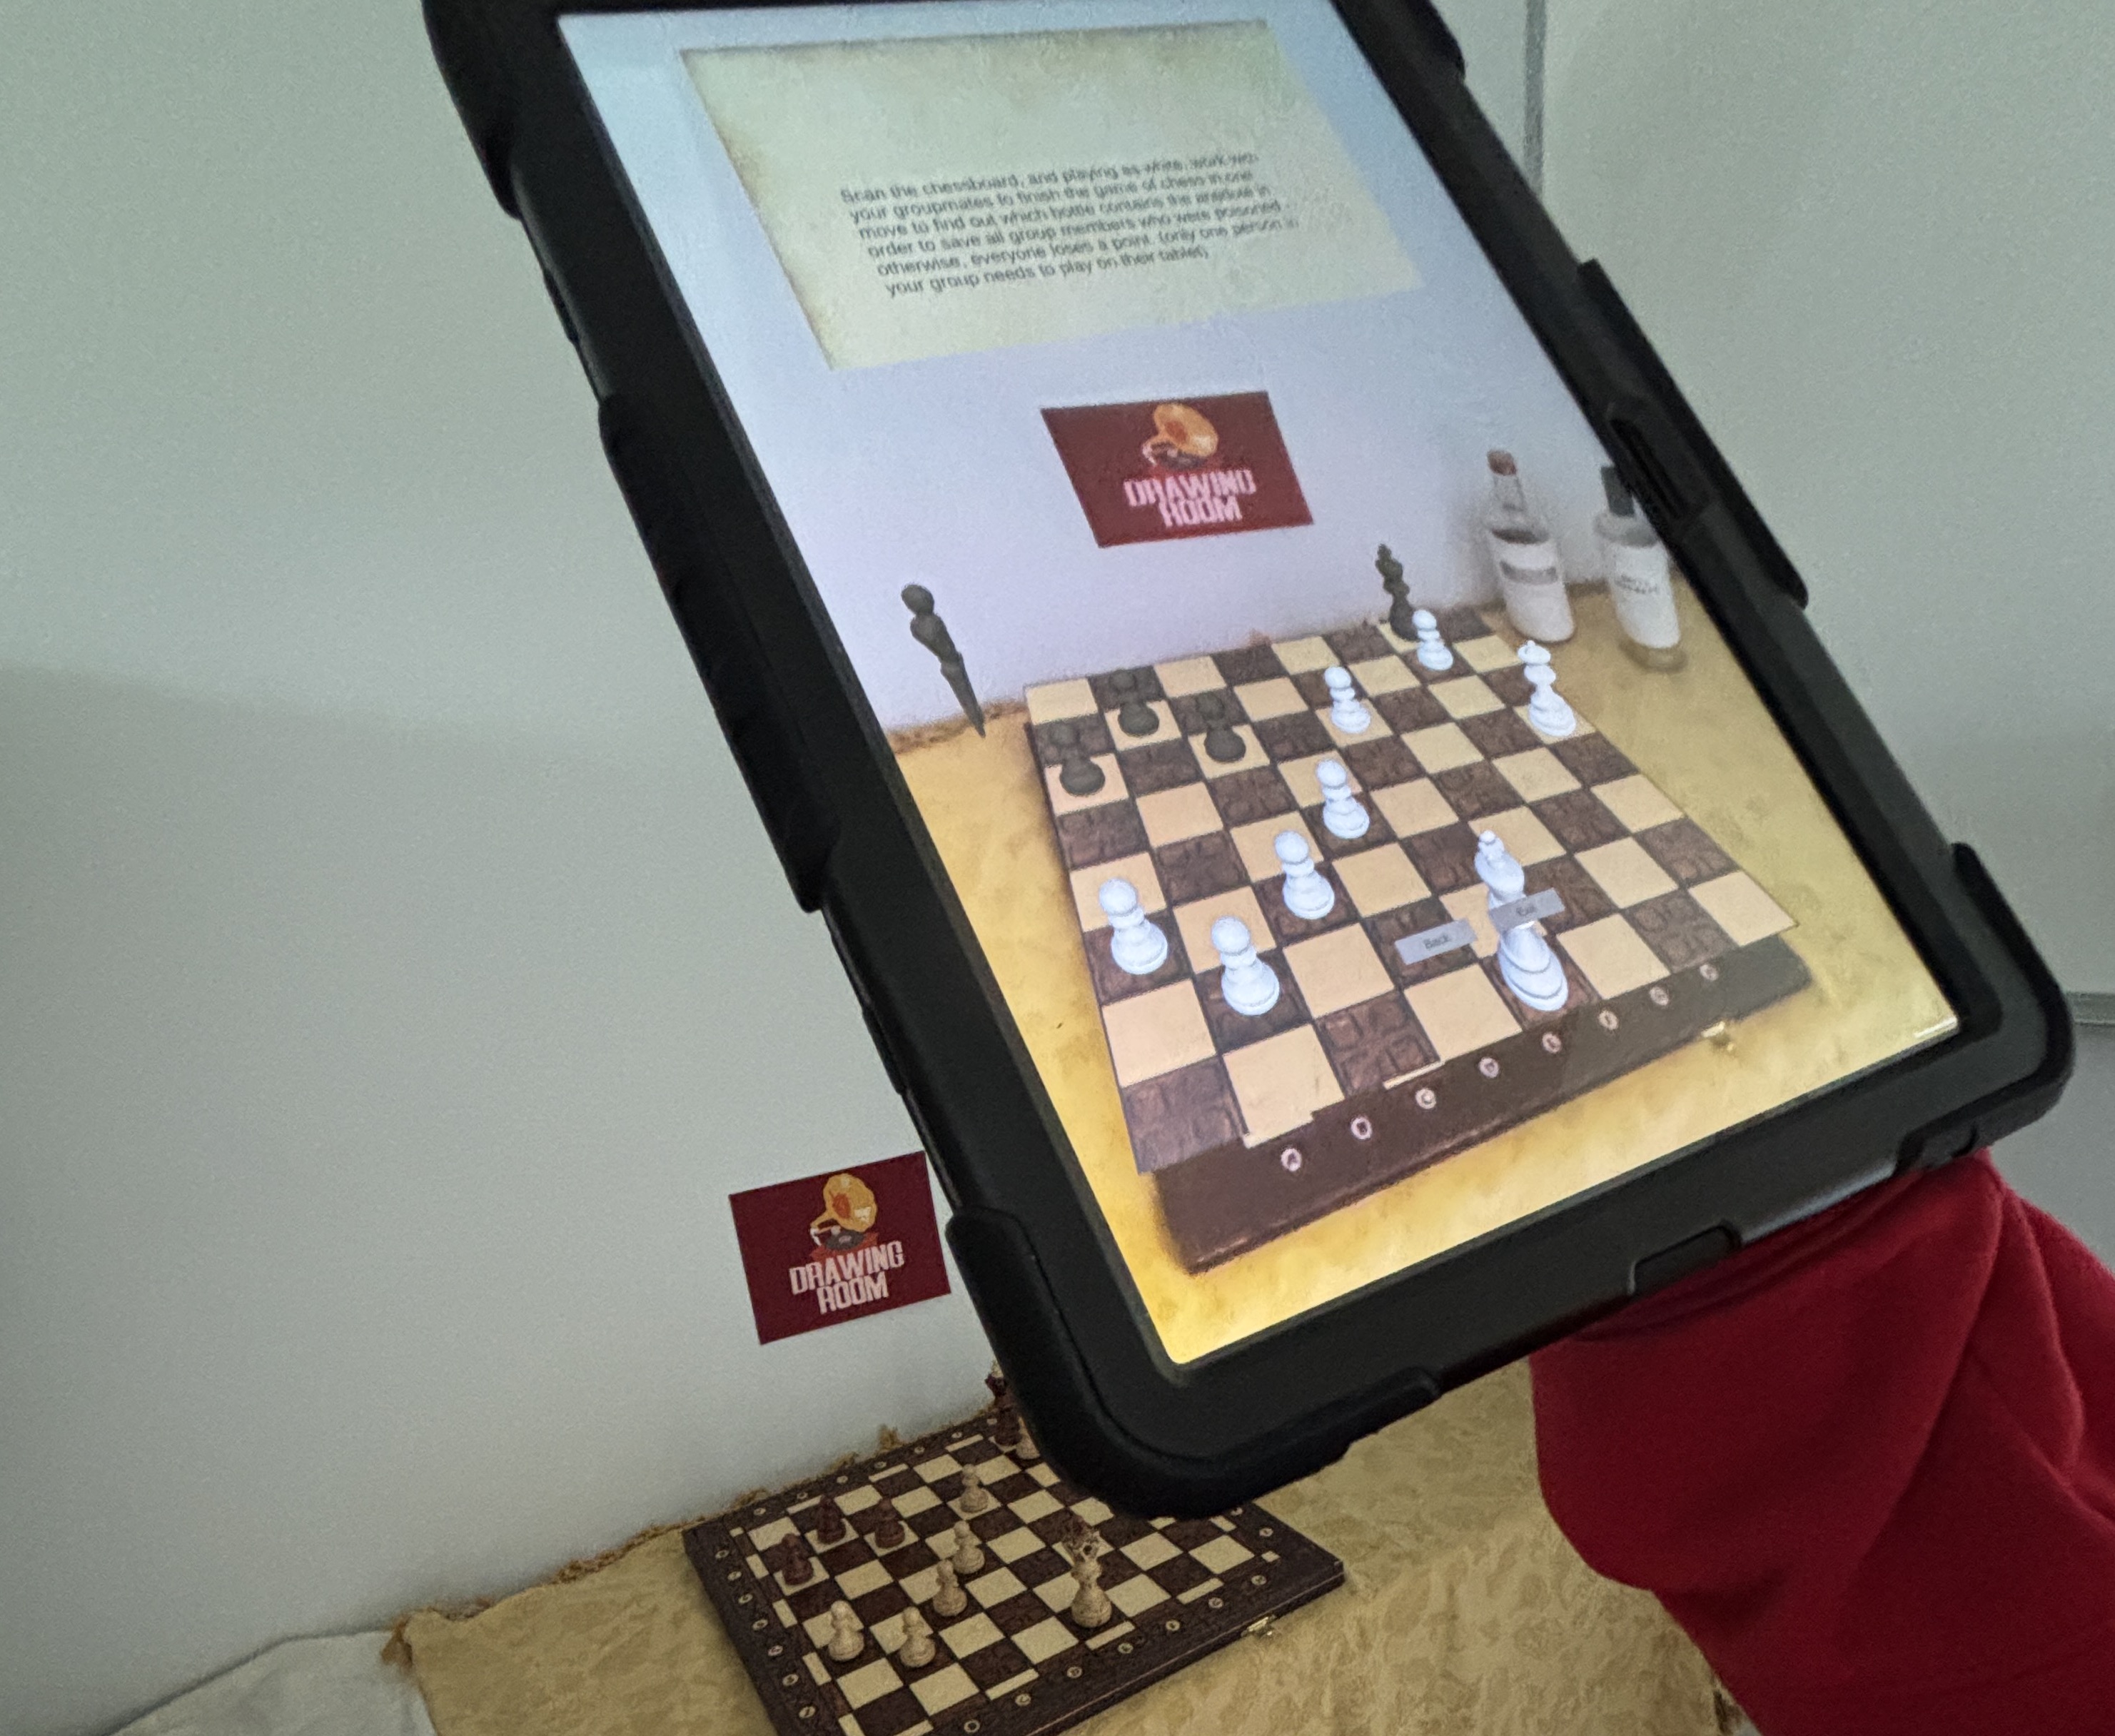 Scan the chessboard, and playing as white, work with
your groupmates to finish the game of chess in one
move to find out which bottle contains the antidote in
order to save all group members who were poisoned -
otherwise, everyone loses a point. (only one person in
your group needs to play on their tablet)
DRAWING
ROOM
Back
Exit
A
B
C
D
E
F
G
H
DRAWING
ROOM